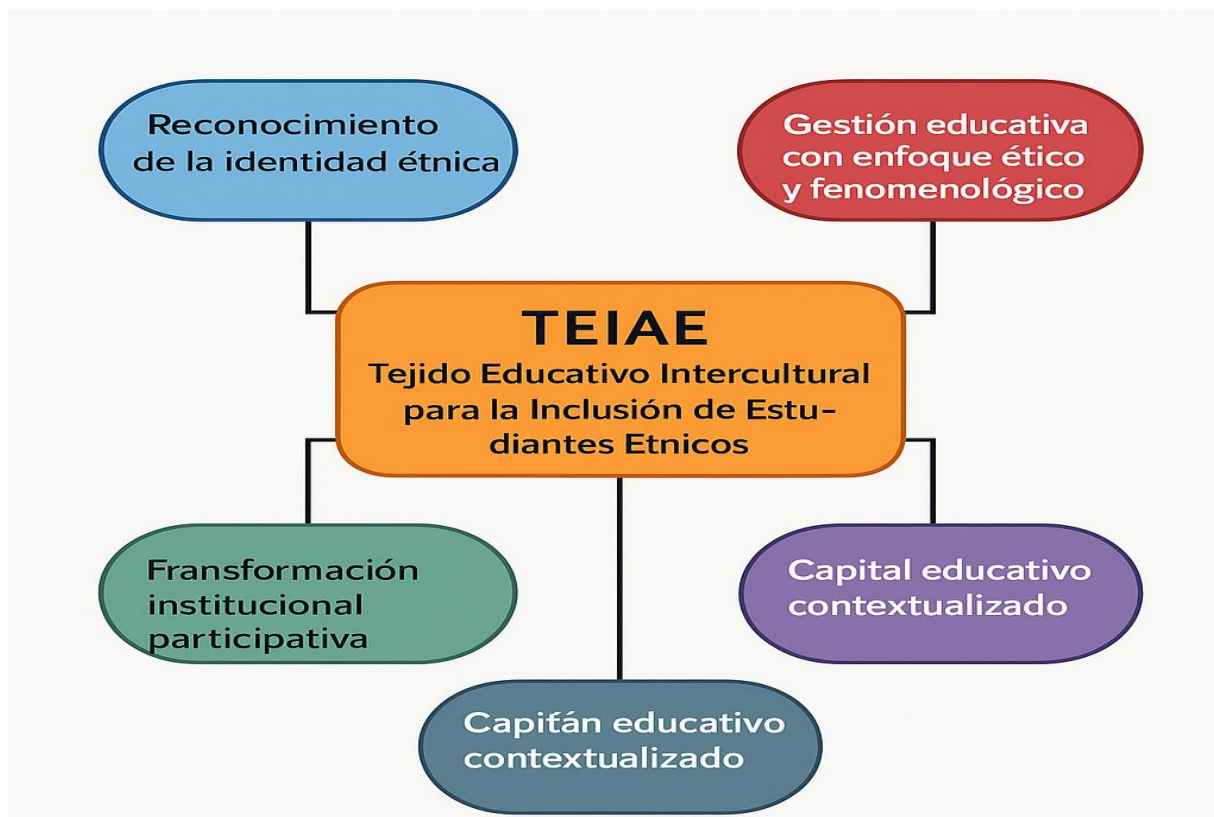 Reconocimiento
de la identidad étnica
Gestión educativa
con enfoque ético
y fenomenológico
TEIAE
Tejido Educativo Intercultural
para la Inclusión de Estu-
diantes Etnicos
Fransformación
institucional
participativa
Capital educativo
contextualizado
Capitán educativo
contextualizado